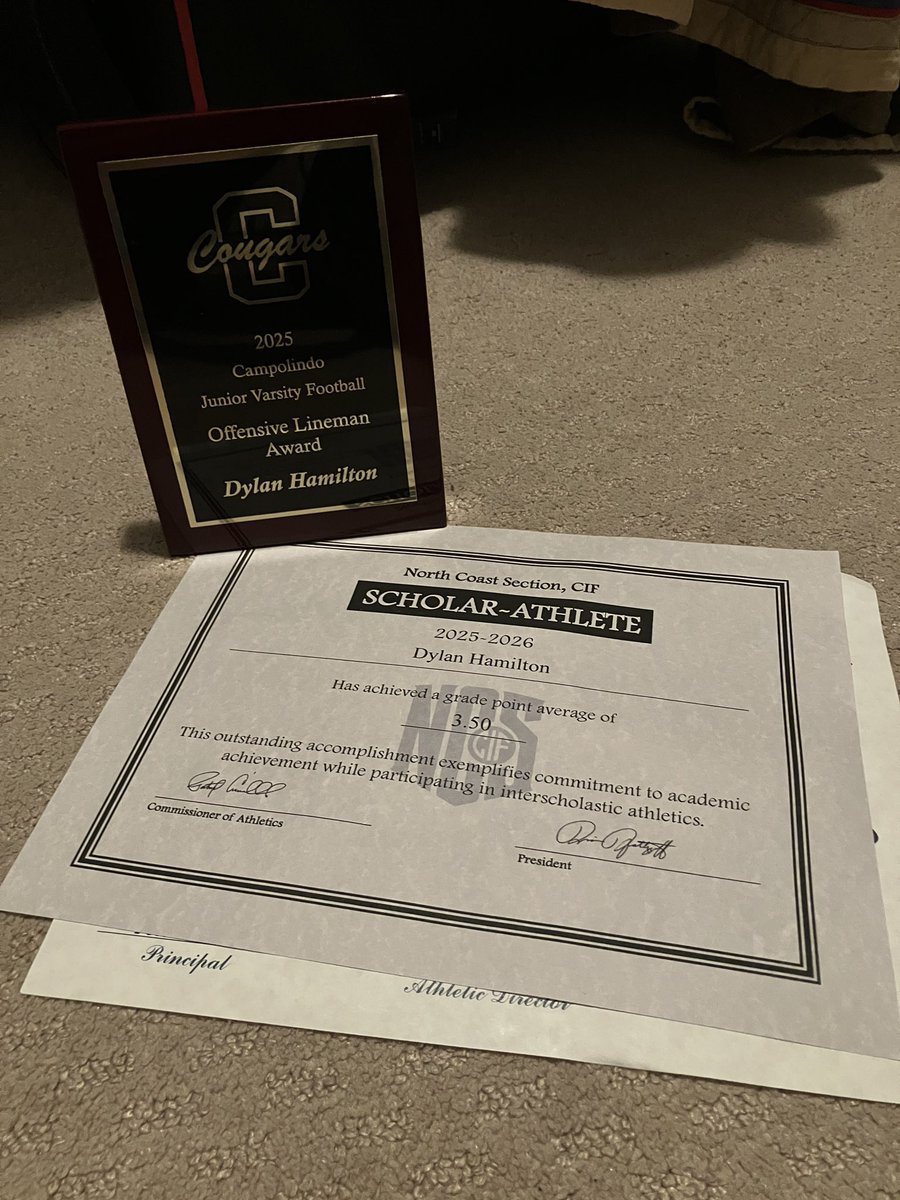 Cougars
C
2025
Campolindo
Junior Varsity Football
Offensive Lineman
Award
Dylan Hamilton
North Coast Section, CIF
SCHOLAR-ATHLETE
2025-2026
Dylan Hamilton
Has achieved a grade point average of
3.50
NCS
CIF
This outstanding accomplishment exemplifies commitment to academic
achievement while participating in interscholastic athletics.
Commissioner of Athletics
President
Principal
Athletic Director